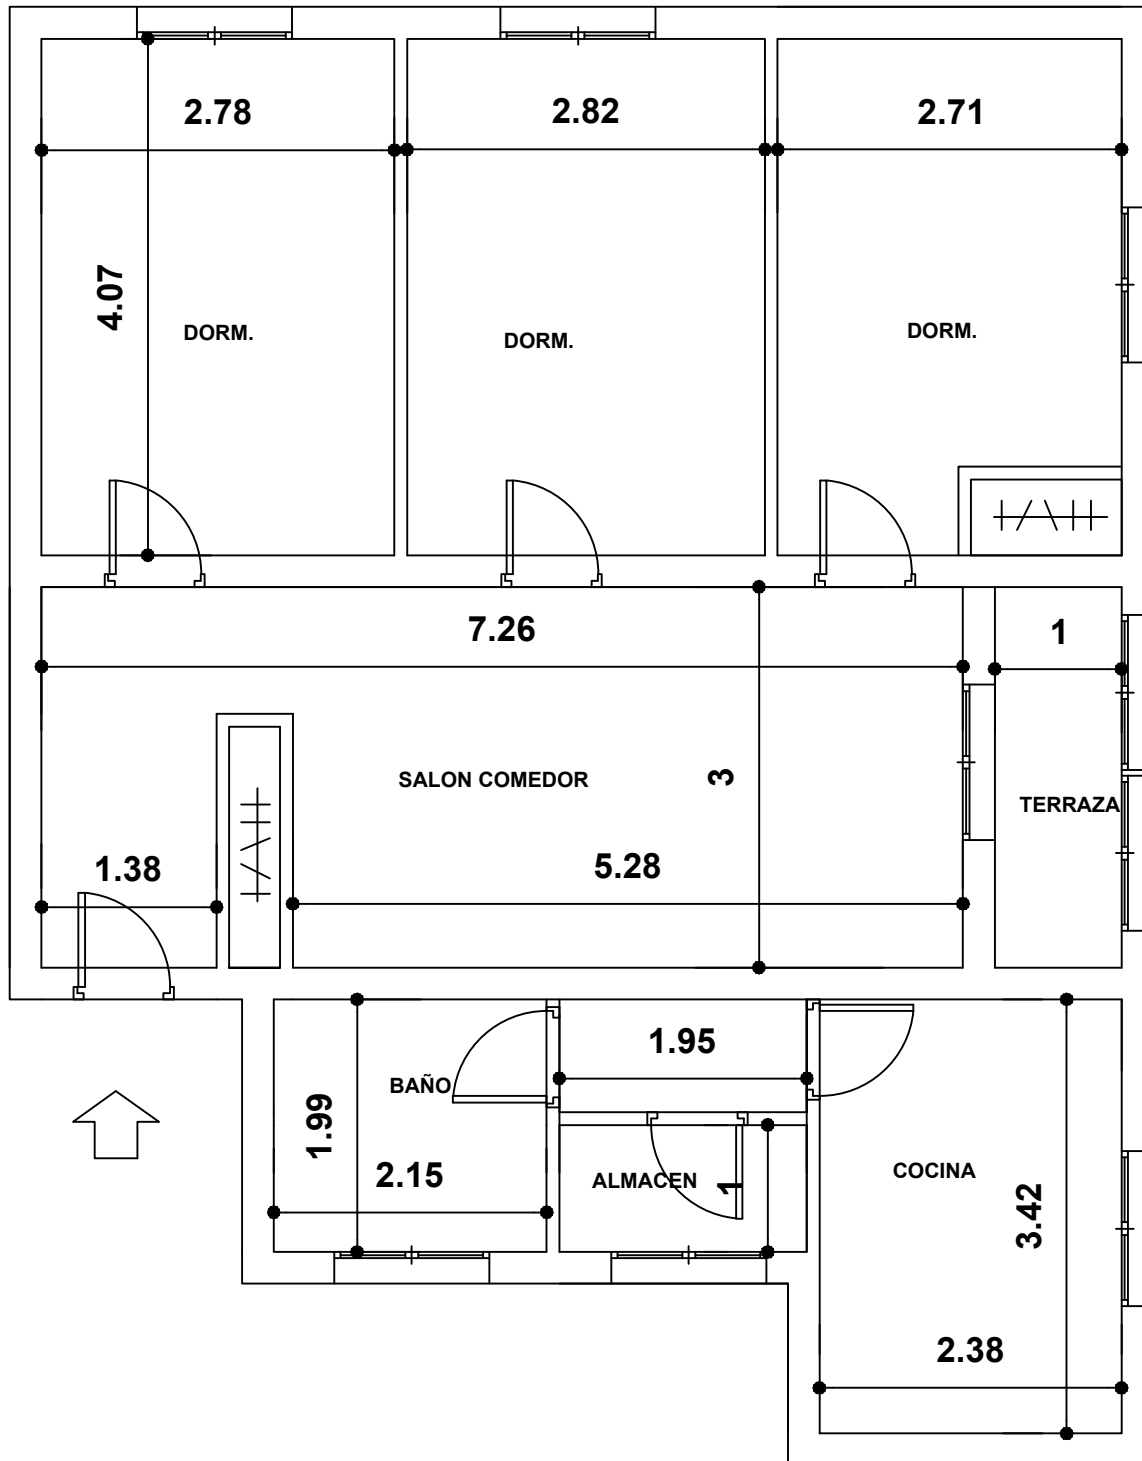 2.78
2.82
2.71
4.07
DORM.
DORM.
DORM.
7.26
1
3
SALON COMEDOR
TERRAZA
1.38
5.28
1.95
BAÑO
1.99
2.15
ALMACEN
1
COCINA
3.42
2.38